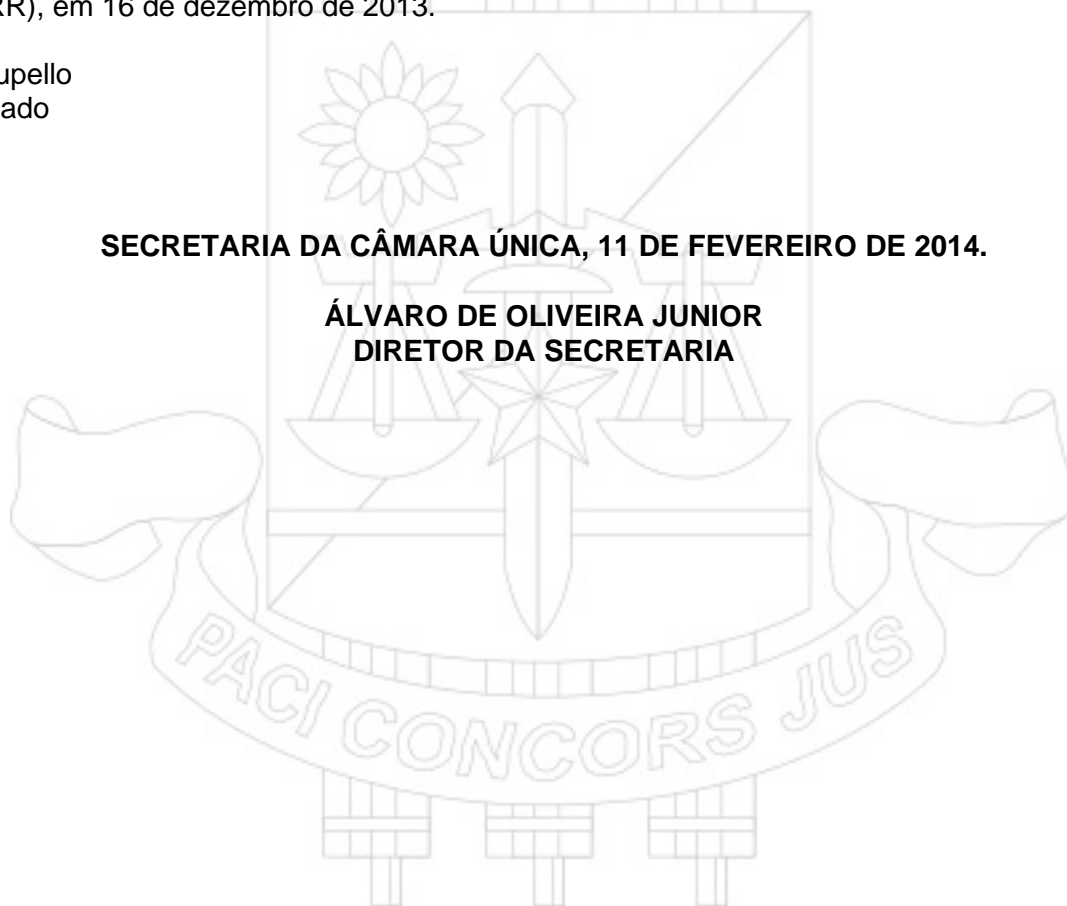 RR), em 16 de dezembro de 2013.
upello
ado
SECRETARIA DA CÂMARA ÚNICA, 11 DE FEVEREIRO DE 2014.
ÁLVARO DE OLIVEIRA JUNIOR
DIRETOR DA SECRETARIA
PACI CONCORS JUS